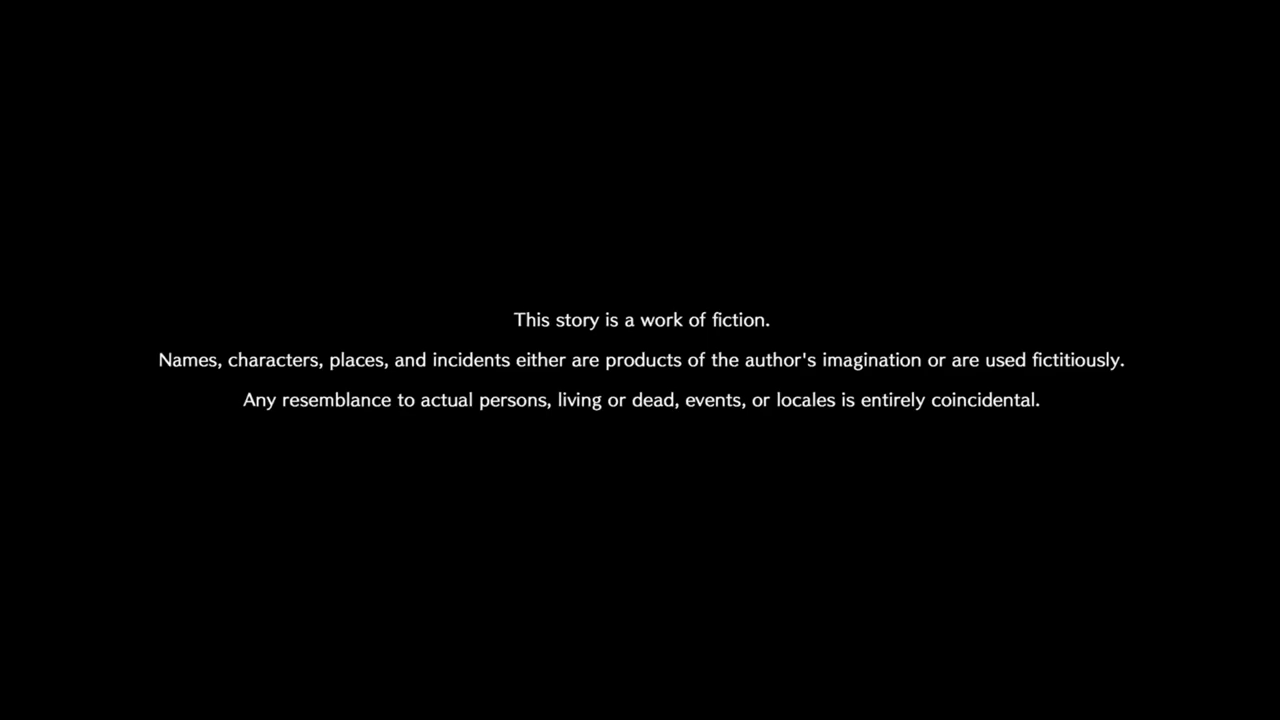 This story is a work of fiction.
Names, characters, places, and incidents either are products of the author's imagination or are used fictitiously.
Any resemblance to actual persons, living or dead, events, or locales is entirely coincidental.